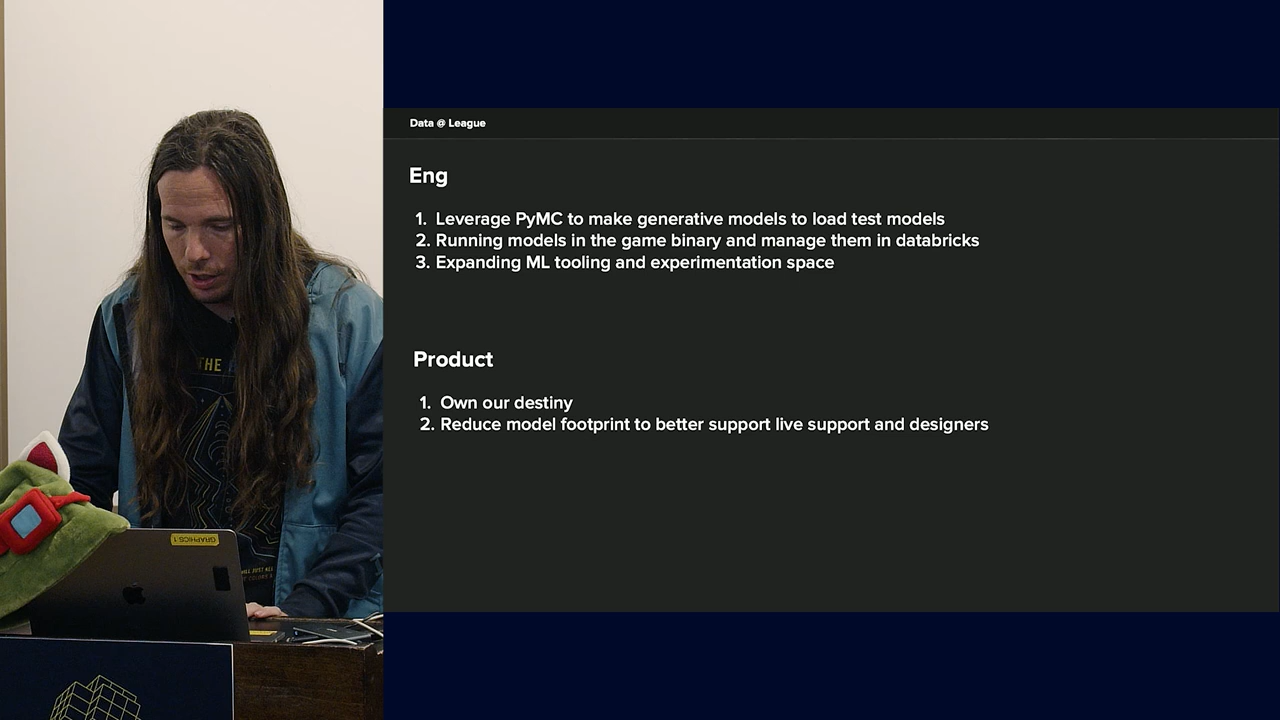 Data @ League
Eng
1. Leverage PyMC to make generative models to load test models
2. Running models in the game binary and manage them in databricks
3. Expanding ML tooling and experimentation space
Product
1. Own our destiny
2. Reduce model footprint to better support live support and designers
THE
GRAPHICS 1